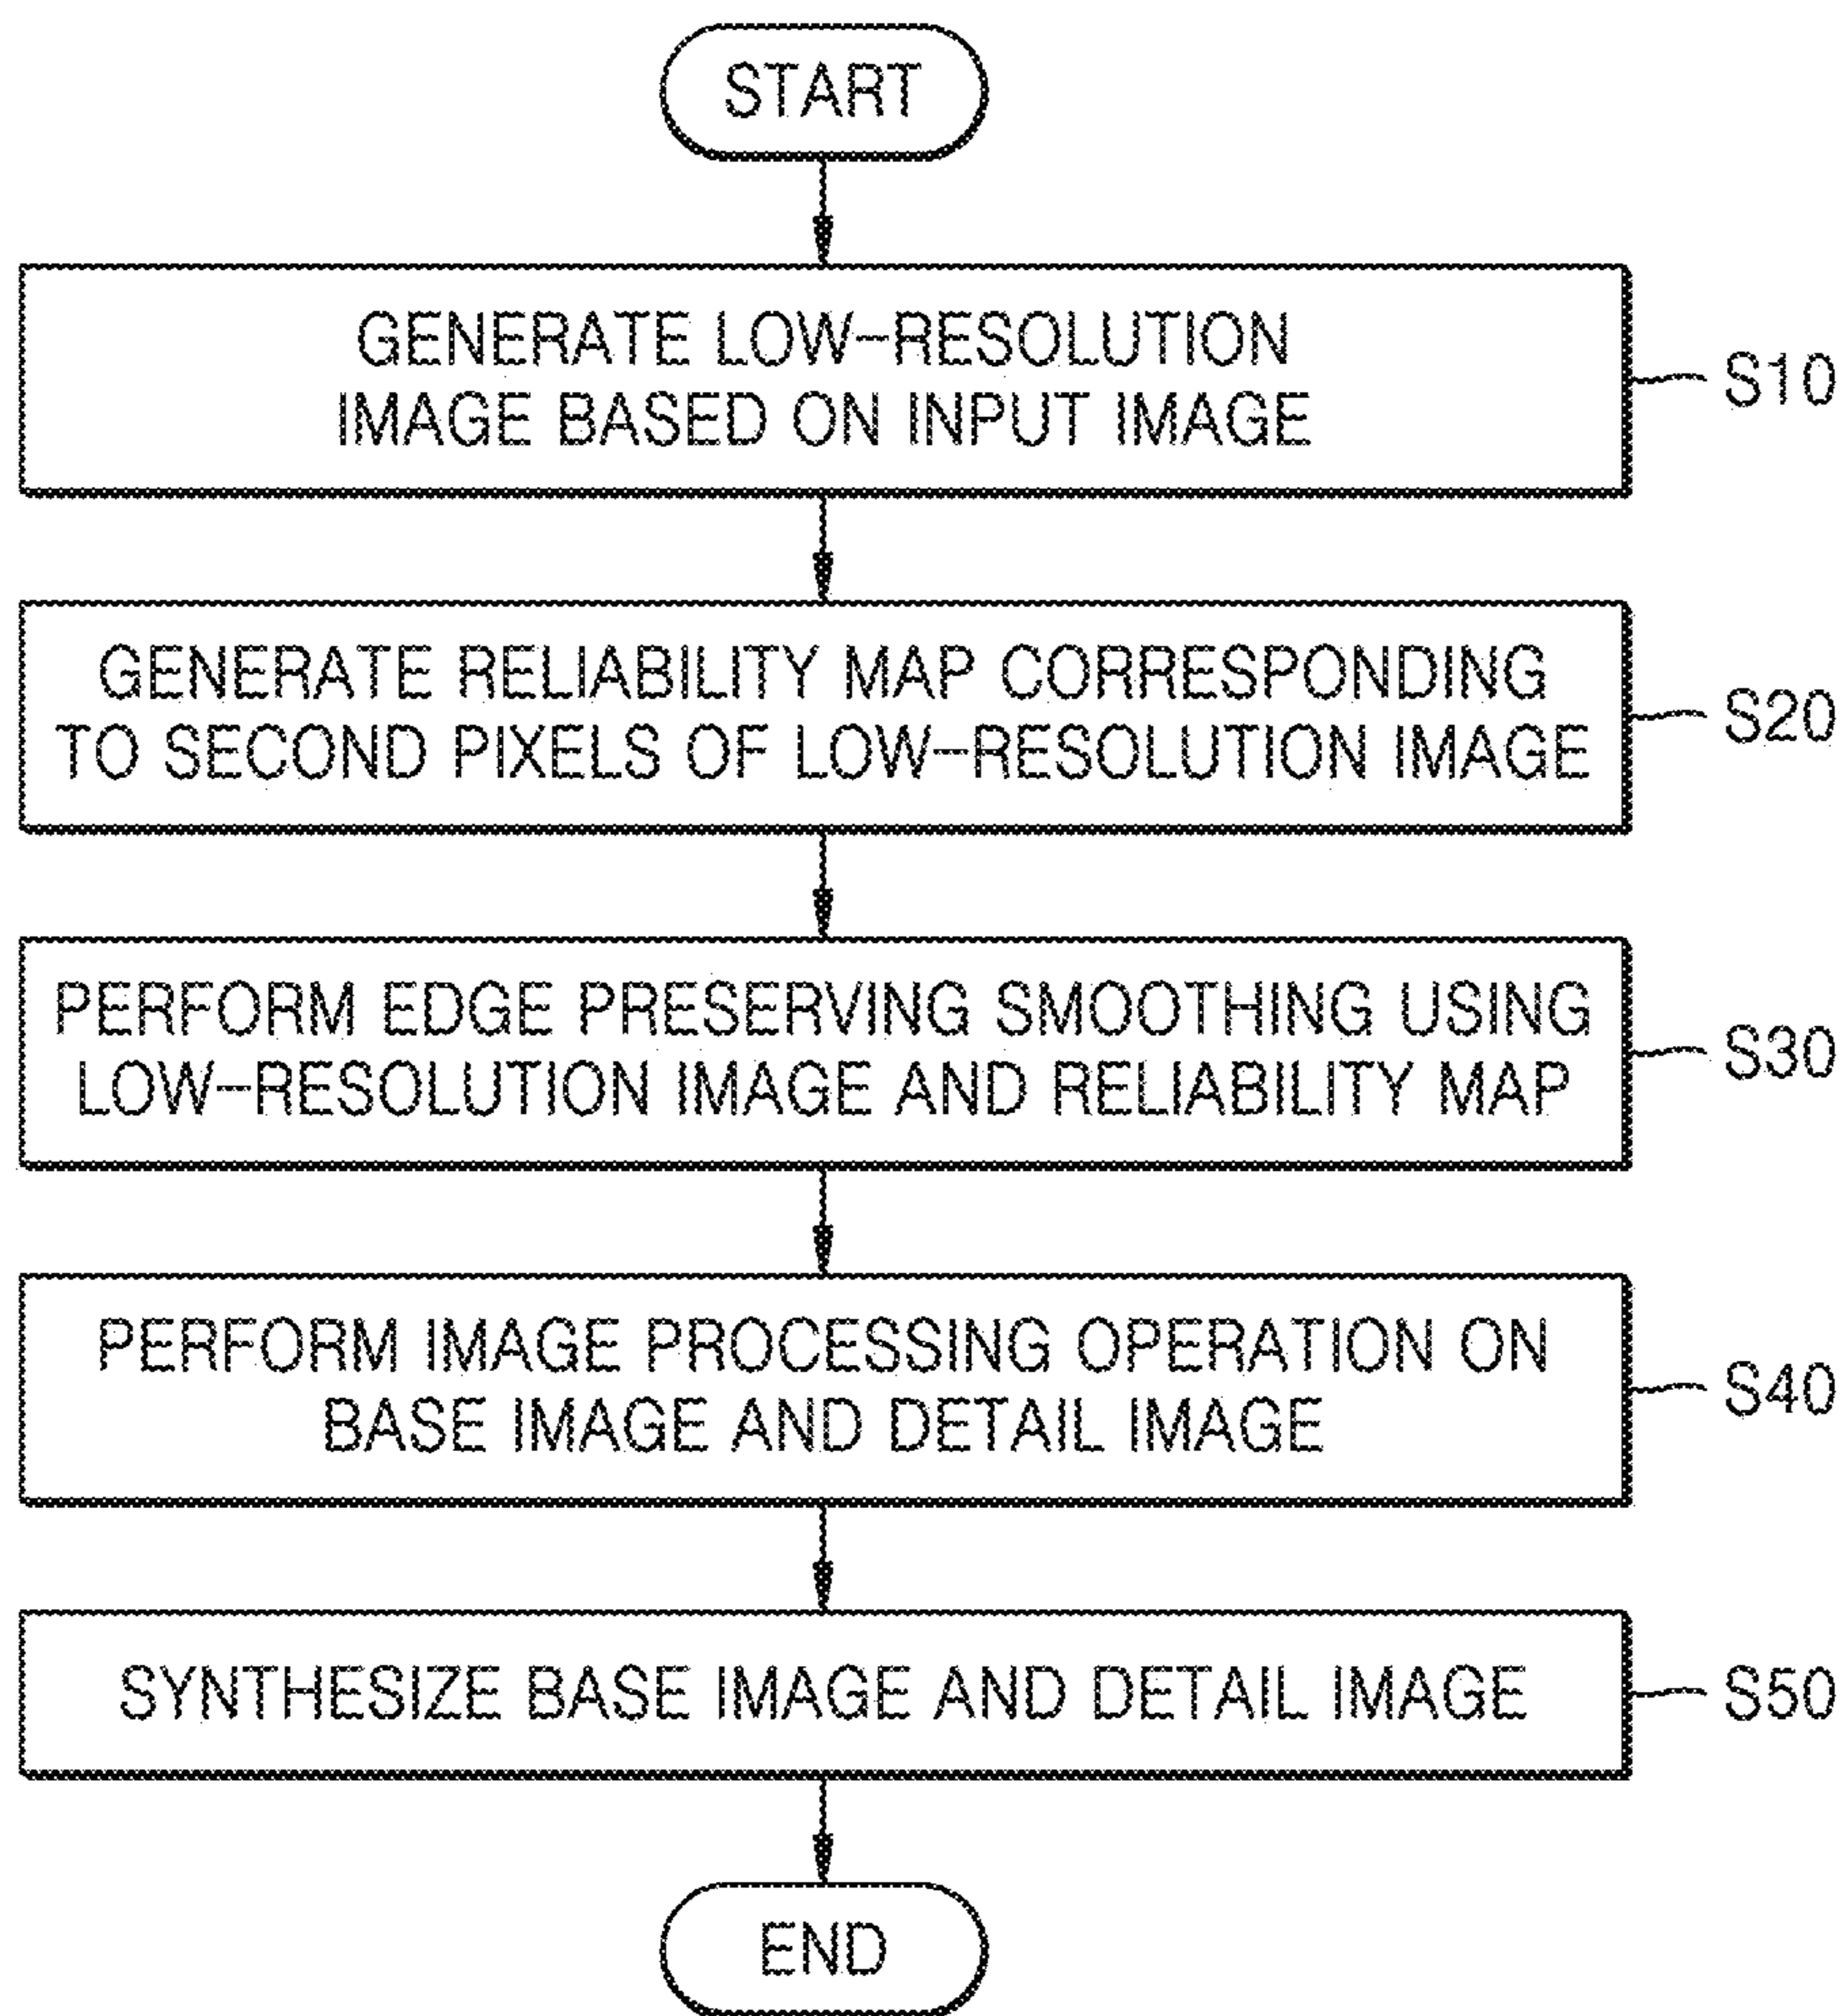 START
GENERATE LOW-RESOLUTION
IMAGE BASED ON INPUT IMAGE
S10
GENERATE RELIABILITY MAP CORRESPONDING
TO SECOND PIXELS OF LOW-RESOLUTION IMAGE
S20
PERFORM EDGE PRESERVING SMOOTHING USING
LOW-RESOLUTION IMAGE AND RELIABILITY MAP
S30
PERFORM IMAGE PROCESSING OPERATION ON
BASE IMAGE AND DETAIL IMAGE
S40
SYNTHESIZE BASE IMAGE AND DETAIL IMAGE
S50
END